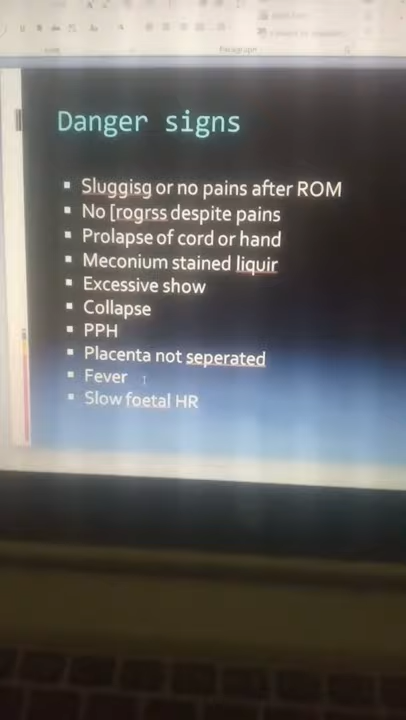 Paragraph
Danger signs
▪ Sluggisg or no pains after ROM
▪ No [rogrss despite pains
▪ Prolapse of cord or hand
▪ Meconium stained liquir
▪ Excessive show
▪ Collapse
▪ PPH
▪ Placenta not seperated
▪ Fever
▪ Slow foetal HR